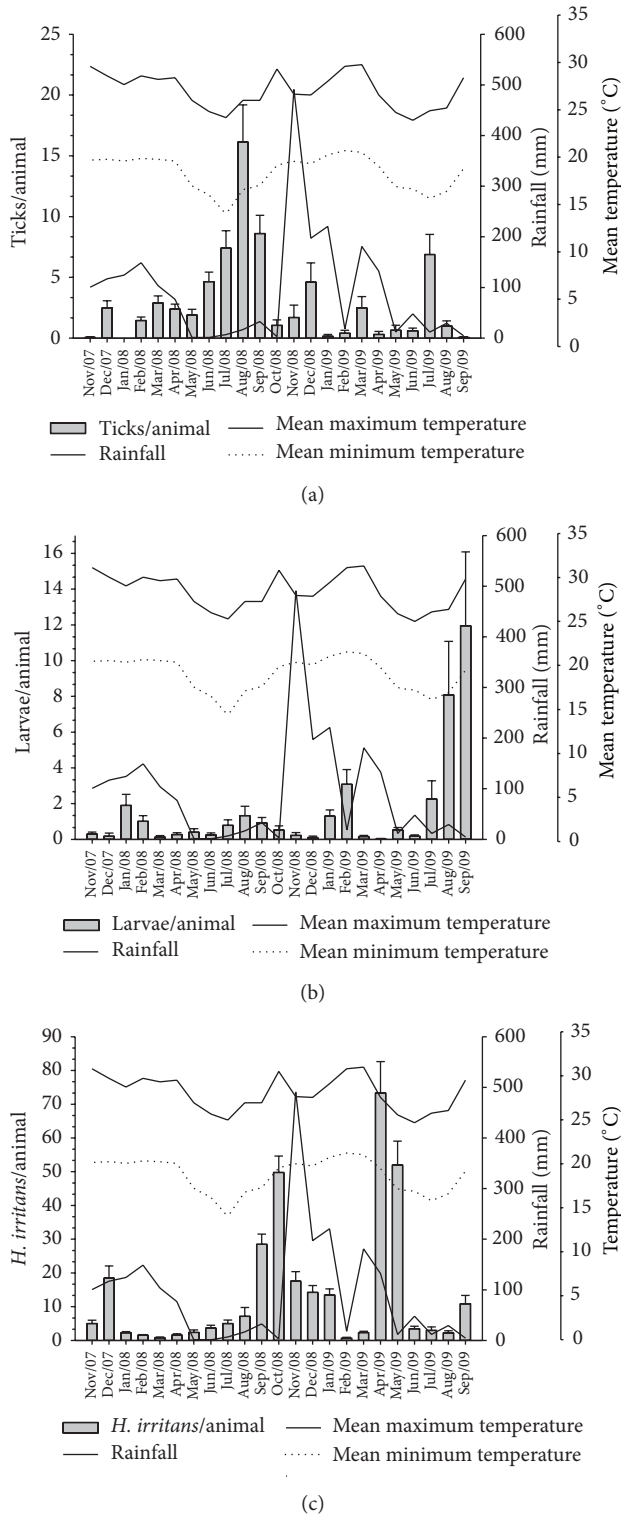 Ticks/animal
25
20
15
10
5
0
600
500
400
300
200
100
0
Rainfall (mm)
35
30
25
20
15
10
5
0
Mean temperature (°C)
Nov/07
Dec/07
Jan/08
Feb/08
Mar/08
Apr/08
May/08
Jun/08
Jul/08
Aug/08
Sep/08
Oct/08
Nov/08
Dec/08
Jan/09
Feb/09
Mar/09
Apr/09
May/09
Jun/09
Jul/09
Aug/09
Sep/09
Ticks/animal
Mean maximum temperature
Rainfall
Mean minimum temperature
(a)
Larvae/animal
16
14
12
10
8
6
4
2
0
600
500
400
300
200
100
0
Rainfall (mm)
35
30
25
20
15
10
5
0
Mean temperature (°C)
Nov/07
Dec/07
Jan/08
Feb/08
Mar/08
Apr/08
May/08
Jun/08
Jul/08
Aug/08
Sep/08
Oct/08
Nov/08
Dec/08
Jan/09
Feb/09
Mar/09
Apr/09
May/09
Jun/09
Jul/09
Aug/09
Sep/09
Larvae/animal
Mean maximum temperature
Rainfall
Mean minimum temperature
(b)
H. irritans/animal
90
80
70
60
50
40
30
20
10
0
600
500
400
300
200
100
0
Rainfall (mm)
35
30
25
20
15
10
5
0
Temperature (°C)
Nov/07
Dec/07
Jan/08
Feb/08
Mar/08
Apr/08
May/08
Jun/08
Jul/08
Aug/08
Sep/08
Oct/08
Nov/08
Dec/08
Jan/09
Feb/09
Mar/09
Apr/09
May/09
Jun/09
Jul/09
Aug/09
Sep/09
H. irritans/animal
Mean maximum temperature
Rainfall
Mean minimum temperature
(c)